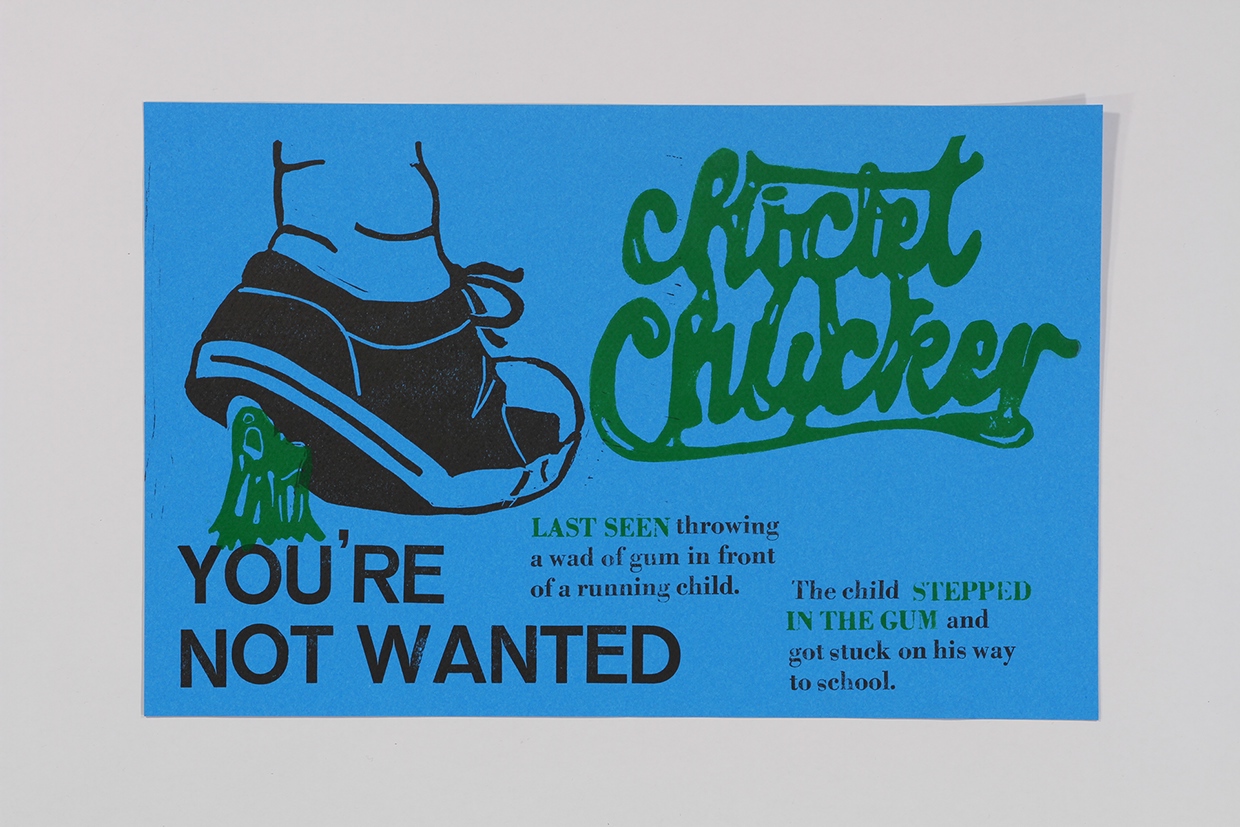 chiclet
Chucker
LAST SEEN throwing
a wad of gum in front
of a running child.
The child STEPPED
IN THE GUM and
got stuck on his way
to school.
YOU'RE
NOT WANTED